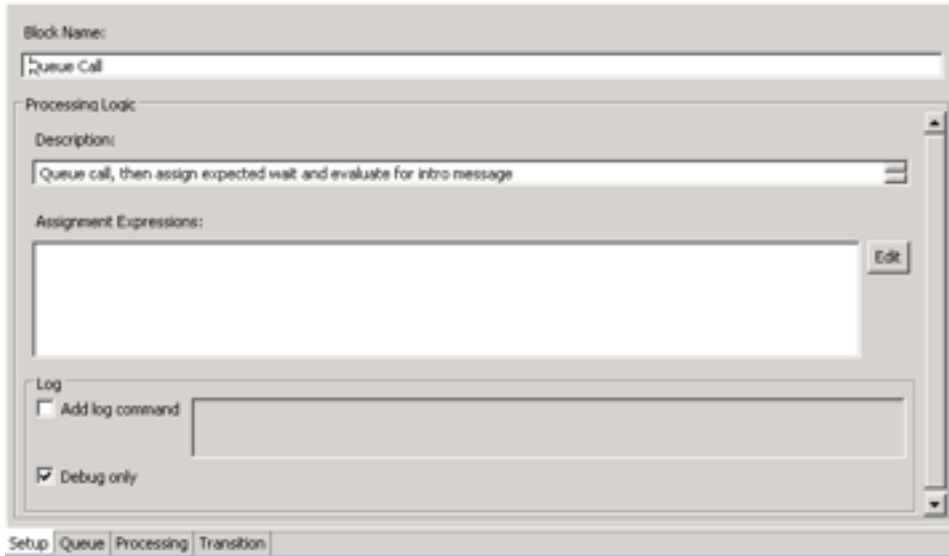 Block Name:
Queue Call
Processing Logic
Description:
Queue call, then assign expected wait and evaluate for intro message
Assignment Expressions:
Edit
Log
Add log command
Debug only
Setup Queue Processing Transition